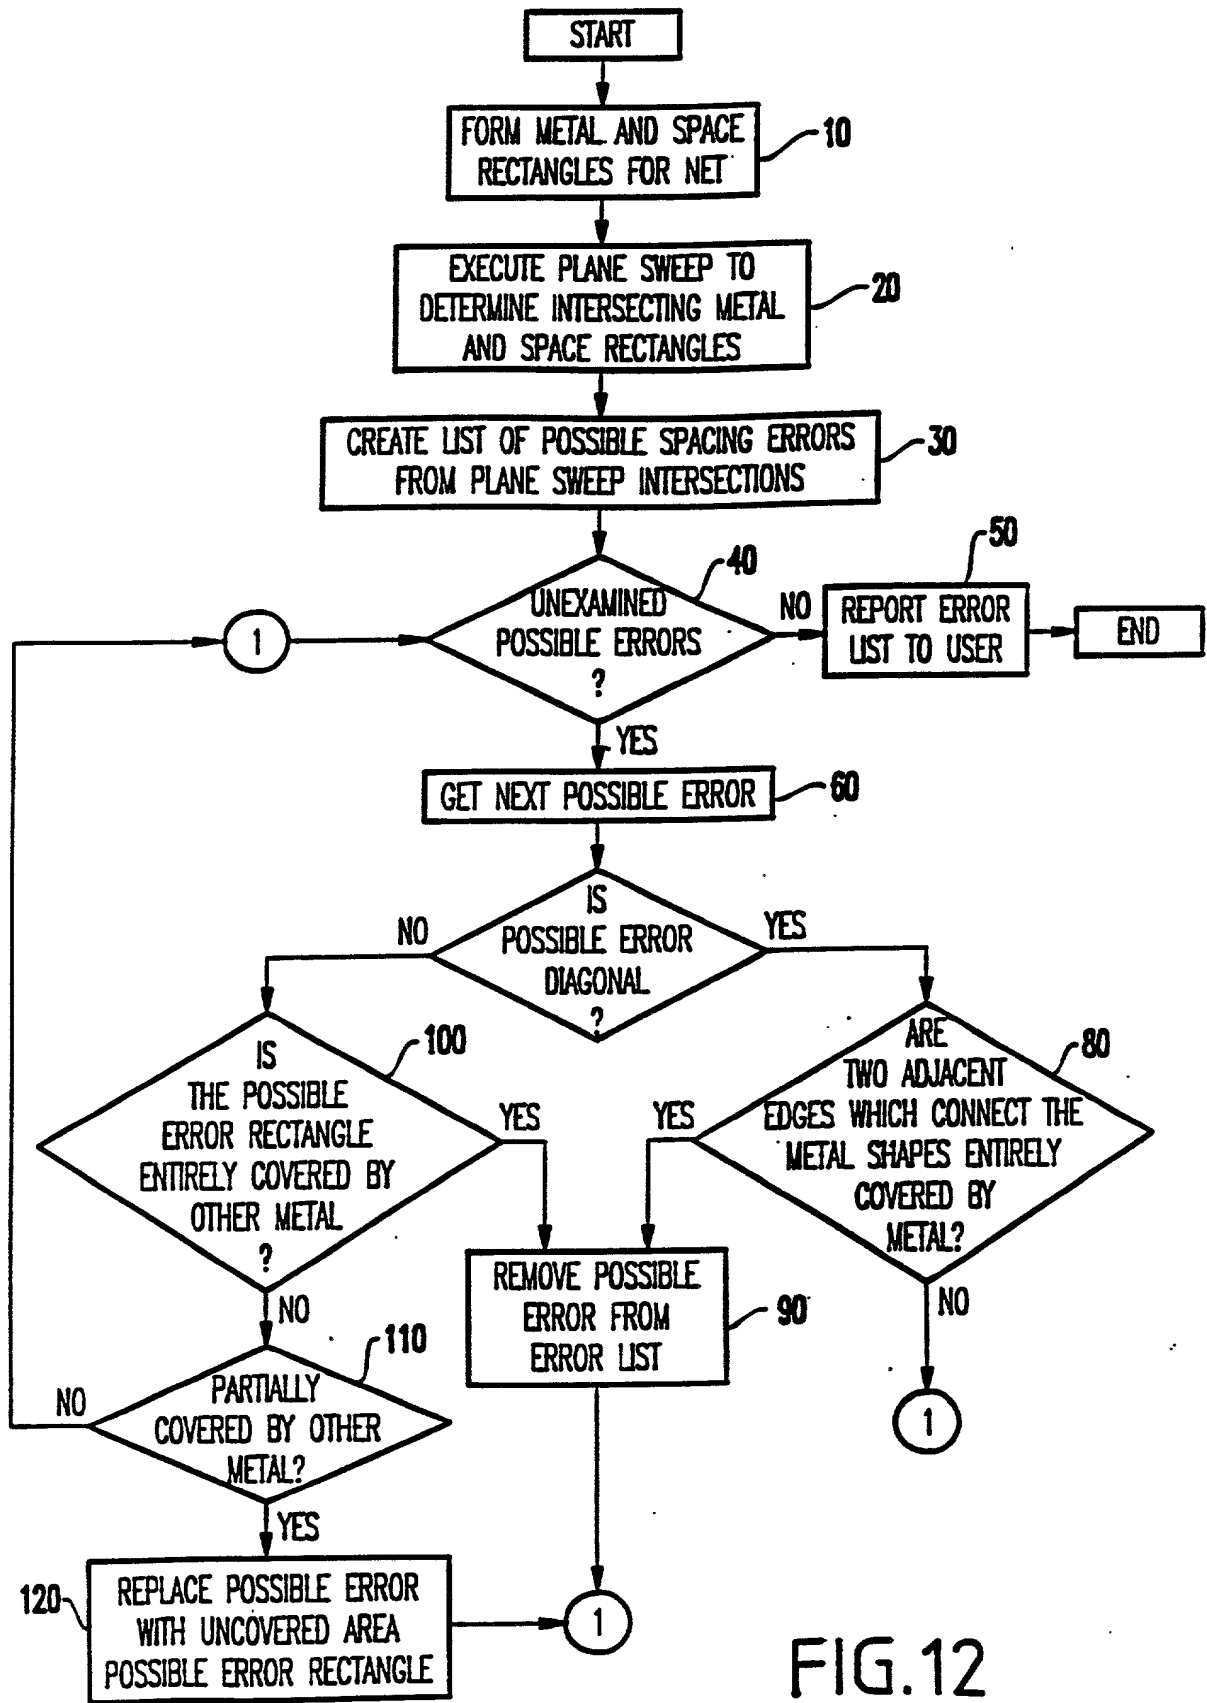 START
FORM METAL AND SPACE
RECTANGLES FOR NET
10
EXECUTE PLANE SWEEP TO
DETERMINE INTERSECTING METAL
AND SPACE RECTANGLES
20
CREATE LIST OF POSSIBLE SPACING ERRORS
FROM PLANE SWEEP INTERSECTIONS
30
1
UNEXAMINED
POSSIBLE ERRORS
?
40
NO
REPORT ERROR
LIST TO USER
50
END
YES
GET NEXT POSSIBLE ERROR
60
IS
POSSIBLE ERROR
DIAGONAL
?
NO
YES
IS
THE POSSIBLE
ERROR RECTANGLE
ENTIRELY COVERED BY
OTHER METAL
?
100
YES
ARE
TWO ADJACENT
EDGES WHICH CONNECT THE
METAL SHAPES ENTIRELY
COVERED BY
METAL?
80
YES
REMOVE POSSIBLE
ERROR FROM
ERROR LIST
90
NO
NO
1
PARTIALLY
COVERED BY OTHER
METAL?
110
NO
YES
REPLACE POSSIBLE ERROR
WITH UNCOVERED AREA
POSSIBLE ERROR RECTANGLE
120
1
FIG.12